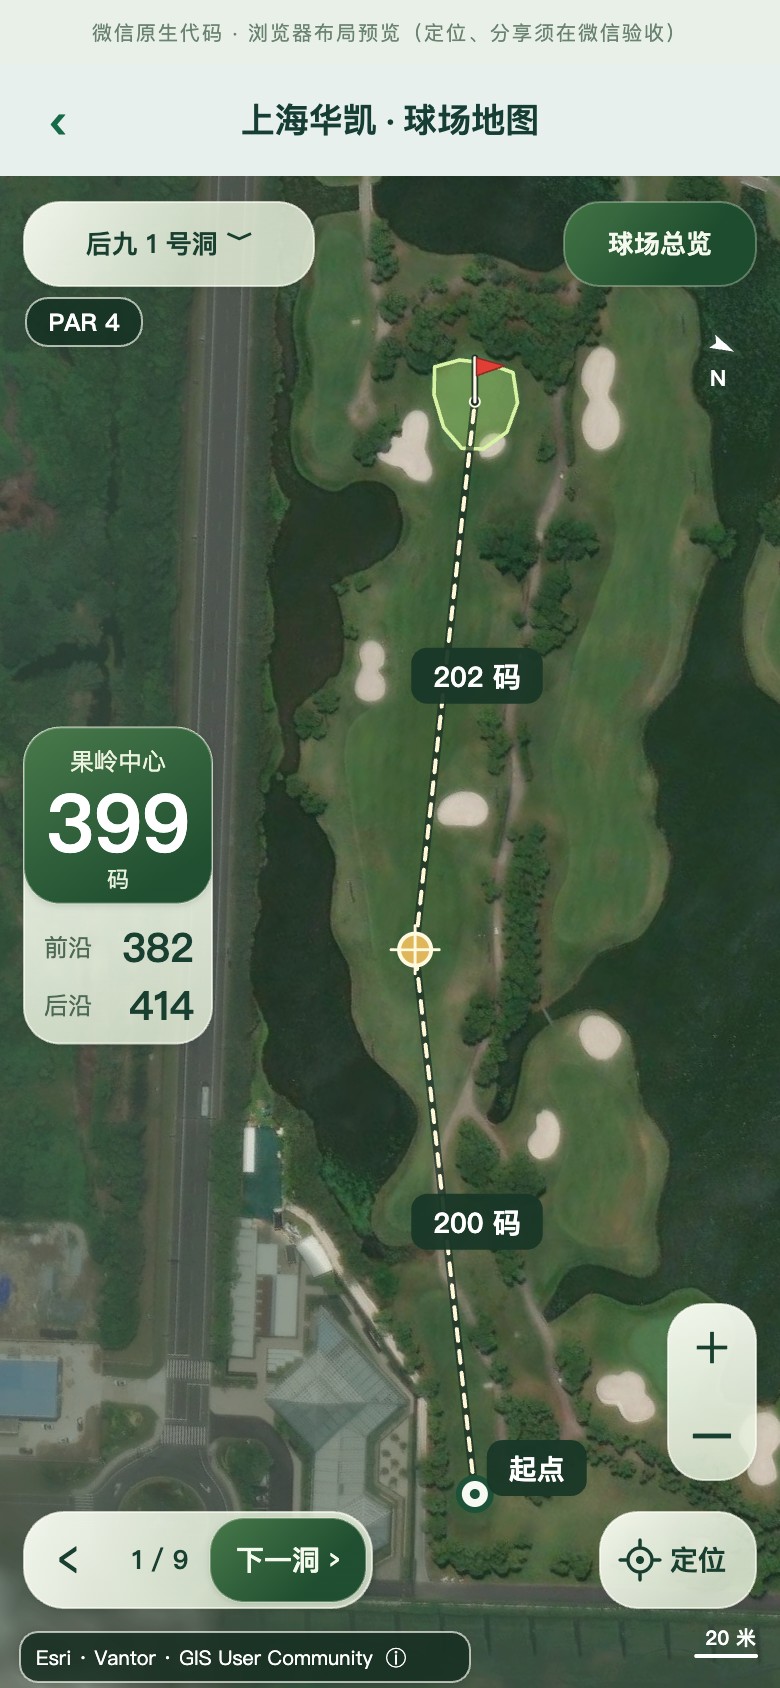 微信原生代码 · 浏览器布局预览（定位、分享须在微信验收）
‹ 上海华凯 · 球场地图
后九 1 号洞
球场总览
PAR 4
N
202 码
果岭中心
399
码
前沿 382
后沿 414
200 码
起点
+
−
< 1 / 9 下一洞 ›
定位
20 米
Esri · Vantor · GIS User Community ⓘ